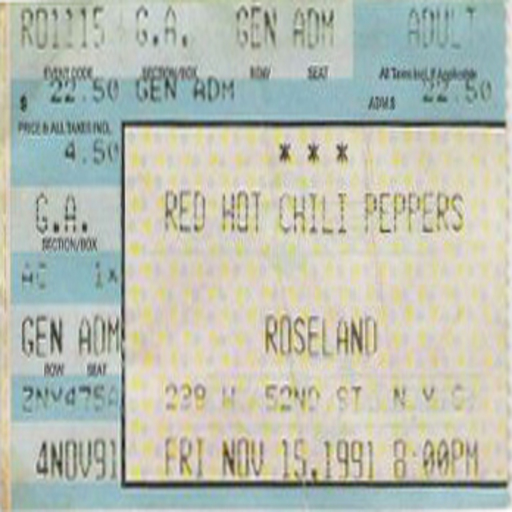 RD1115 G.A. GEN ADM ADULT
EVENT CODE SECTION/BOX ROW SEAT All Taxes Incl. If Applicable
$ 22.50 GEN ADM ADM$ 22.50
PRICE & ALL TAXES INCL.
4.50
* * *
G.A. RED HOT CHILI PEPPERS
SECTION/BOX
AC 1X
GEN ADM ROSELAND
ROW SEAT
239 W 52ND ST N Y C
4NOV91 FRI NOV 15,1991 8:00PM